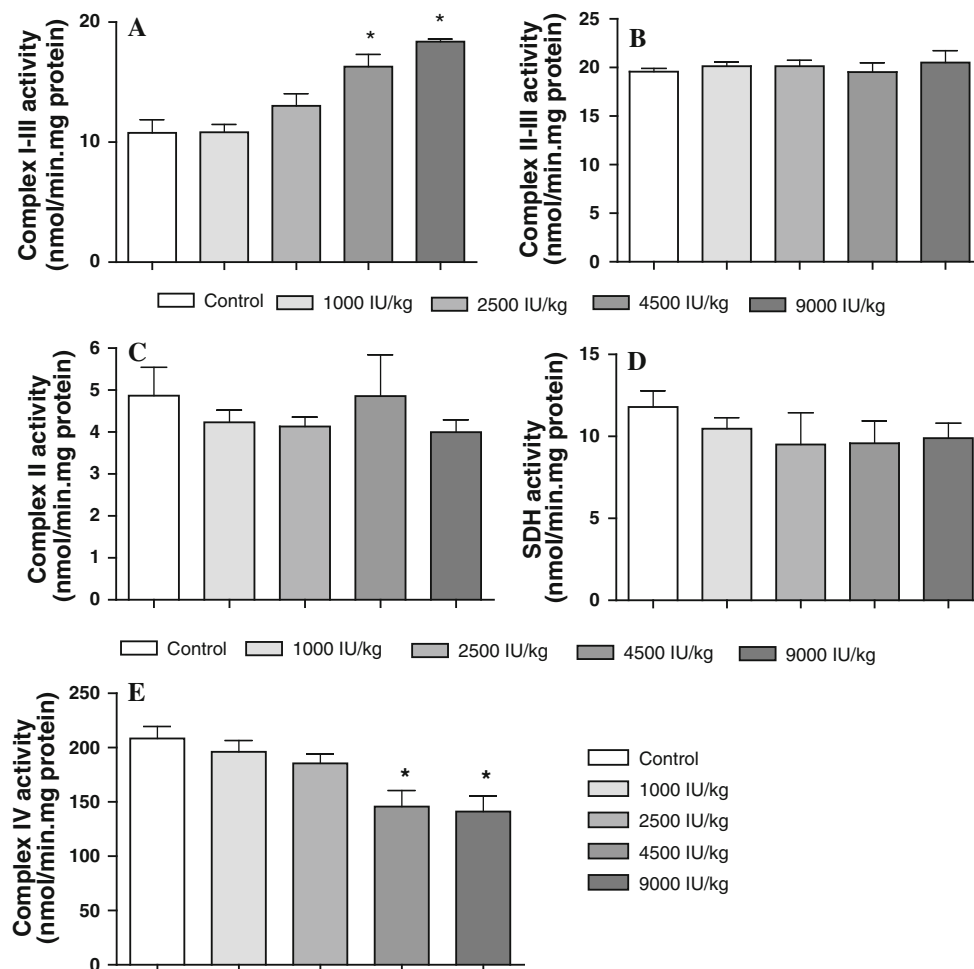 A
Complex I-III activity
(nmol/min.mg protein)
20
10
0
* *
B
Complex II-III activity
(nmol/min.mg protein)
25
20
15
10
5
0
Control 1000 IU/kg 2500 IU/kg 4500 IU/kg 9000 IU/kg
C
Complex II activity
(nmol/min.mg protein)
6
5
4
3
2
1
0
D
SDH activity
(nmol/min.mg protein)
15
10
5
0
Control 1000 IU/kg 2500 IU/kg 4500 IU/kg 9000 IU/kg
E
Complex IV activity
(nmol/min.mg protein)
250
200
150
100
50
0
* *
Control
1000 IU/kg
2500 IU/kg
4500 IU/kg
9000 IU/kg